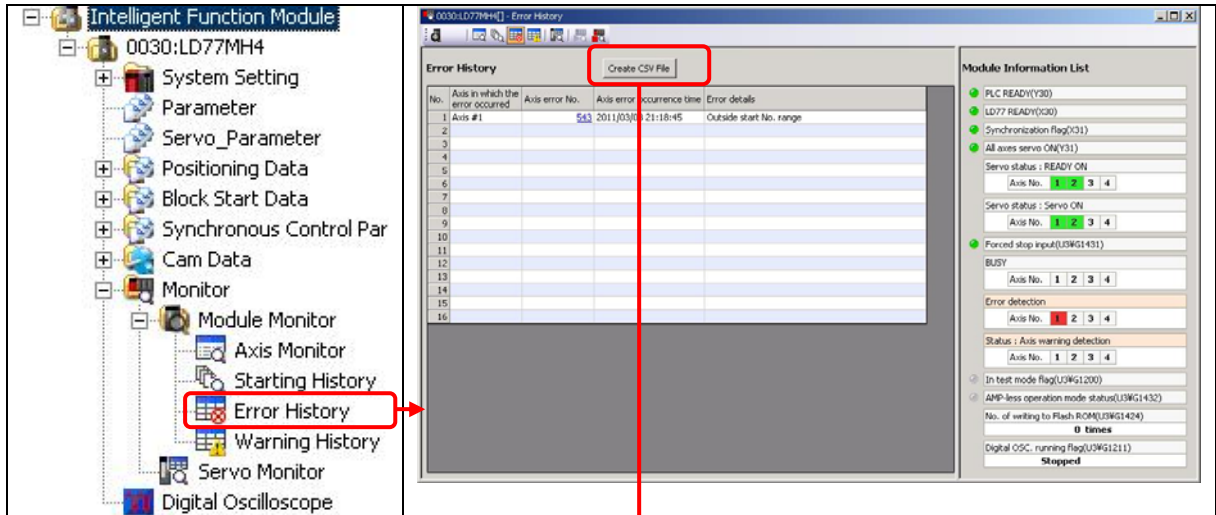 Intelligent Function Module
0030:LD77MH4
System Setting
Parameter
Servo_Parameter
Positioning Data
Block Start Data
Synchronous Control Par
Cam Data
Monitor
Module Monitor
Axis Monitor
Starting History
Error History
Warning History
Servo Monitor
Digital Oscilloscope
0030:LD77MH4[] - Error History
Error History
Create CSV File
No. Axis in which the error occurred Axis error No. Axis error occurrence time Error details
1 Axis #1 543 2011/03/0 21:18:45 Outside start No. range
2
3
4
5
6
7
8
9
10
11
12
13
14
15
16
Module Information List
PLC READY(Y30)
LD77 READY(X30)
Synchronization flag(X31)
All axes servo ON(Y31)
Servo status : READY ON
Axis No. 1 2 3 4
Servo status : Servo ON
Axis No. 1 2 3 4
Forced stop input(U3¥G1431)
BUSY
Axis No. 1 2 3 4
Error detection
Axis No. 1 2 3 4
Status : Axis warning detection
Axis No. 1 2 3 4
In test mode flag(U3¥G1200)
AMP-less operation mode status(U3¥G1432)
No. of writing to Flash ROM(U3¥G1424)
0 times
Digital OSC. running flag(U3¥G1211)
Stopped